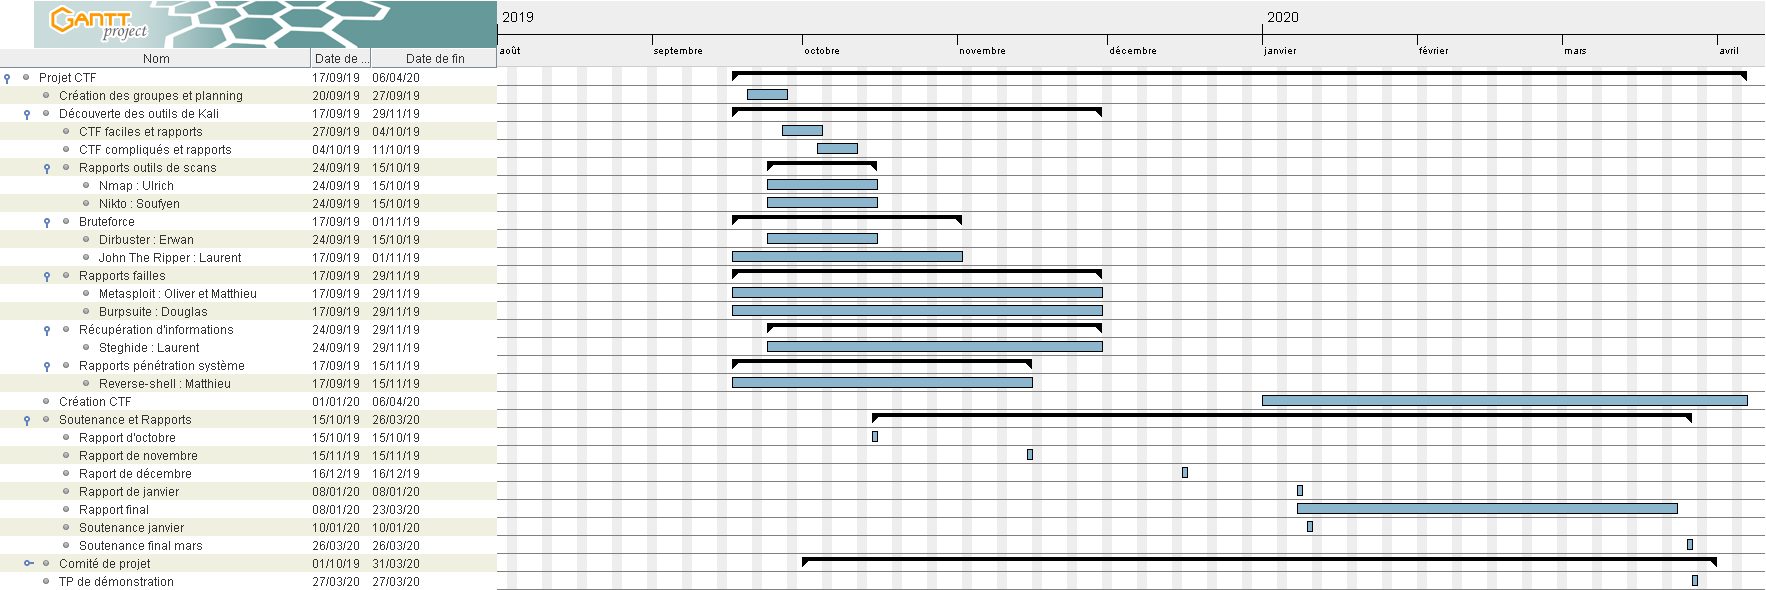 GANTT project
2019 2020
août septembre octobre novembre décembre janvier février mars avril
Nom Date de ... Date de fin
Projet CTF 17/09/19 06/04/20
Création des groupes et planning 20/09/19 27/09/19
Découverte des outils de Kali 17/09/19 29/11/19
CTF faciles et rapports 27/09/19 04/10/19
CTF compliqués et rapports 04/10/19 11/10/19
Rapports outils de scans 24/09/19 15/10/19
Nmap : Ulrich 24/09/19 15/10/19
Nikto : Soufyen 24/09/19 15/10/19
Bruteforce 17/09/19 01/11/19
Dirbuster : Erwan 24/09/19 15/10/19
John The Ripper : Laurent 17/09/19 01/11/19
Rapports failles 17/09/19 29/11/19
Metasploit : Oliver et Matthieu 17/09/19 29/11/19
Burpsuite : Douglas 17/09/19 29/11/19
Récupération d'informations 24/09/19 29/11/19
Steghide : Laurent 24/09/19 29/11/19
Rapports pénétration système 17/09/19 15/11/19
Reverse-shell : Matthieu 17/09/19 15/11/19
Création CTF 01/01/20 06/04/20
Soutenance et Rapports 15/10/19 26/03/20
Rapport d'octobre 15/10/19 15/10/19
Rapport de novembre 15/11/19 15/11/19
Raport de décembre 16/12/19 16/12/19
Rapport de janvier 08/01/20 08/01/20
Rapport final 08/01/20 23/03/20
Soutenance janvier 10/01/20 10/01/20
Soutenance final mars 26/03/20 26/03/20
Comité de projet 01/10/19 31/03/20
TP de démonstration 27/03/20 27/03/20